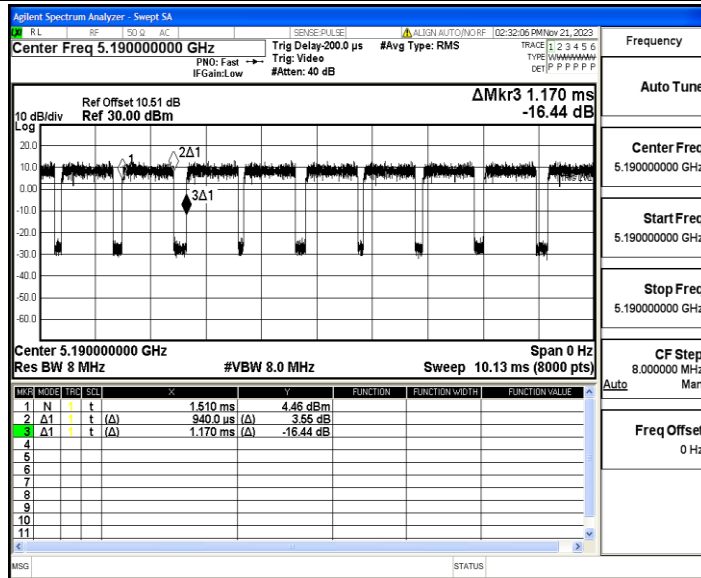 Agilent Spectrum Analyzer - Swept SA
RL RF 50 Ω AC SENSE:PULSE ALIGN AUTO/NO RF 02:32:06 PM Nov 21, 2023
Center Freq 5.190000000 GHz
PNO: Fast
IFGain:Low
Trig Delay-200.0 µs
Trig: Video
#Atten: 40 dB
#Avg Type: RMS
TRACE 1 2 3 4 5 6
TYPE WWWWWW
DET P P P P P P
Frequency
ΔMkr3 1.170 ms
-16.44 dB
Ref Offset 10.51 dB
10 dB/div Ref 30.00 dBm
Log
20.0
10.0
0.00
-10.0
-20.0
-30.0
-40.0
-50.0
-60.0
1
2Δ1
3Δ1
Center 5.190000000 GHz Span 0 Hz
Res BW 8 MHz #VBW 8.0 MHz Sweep 10.13 ms (8000 pts)
MKR MODE TRC SCL X Y FUNCTION FUNCTION WIDTH FUNCTION VALUE
1 N 1 t 1.510 ms 4.46 dBm
2 Δ1 1 t (Δ) 940.0 µs (Δ) 3.55 dB
3 Δ1 1 t (Δ) 1.170 ms (Δ) -16.44 dB
4
5
6
7
8
9
10
11
MSG STATUS
Auto Tune
Center Freq
5.190000000 GHz
Start Freq
5.190000000 GHz
Stop Freq
5.190000000 GHz
CF Step
8.000000 MHz
Auto Man
Freq Offset
0 Hz